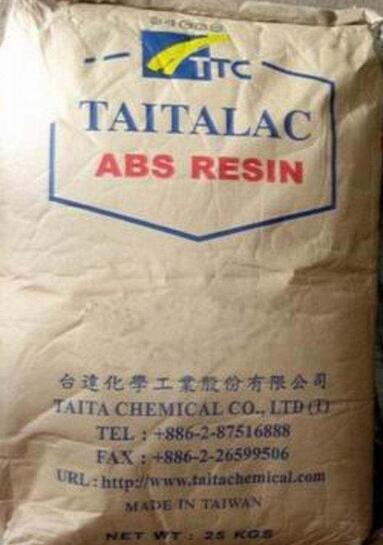 TTC
TAITALAC
ABS RESIN
台達化學工業股份有限公司
TAITA CHEMICAL CO., LTD (T)
TEL : +886-2-87516888
FAX : +886-2-26599506
URL : http://www.taitachemical.com
MADE IN TAIWAN
NET WT : 25 KGS